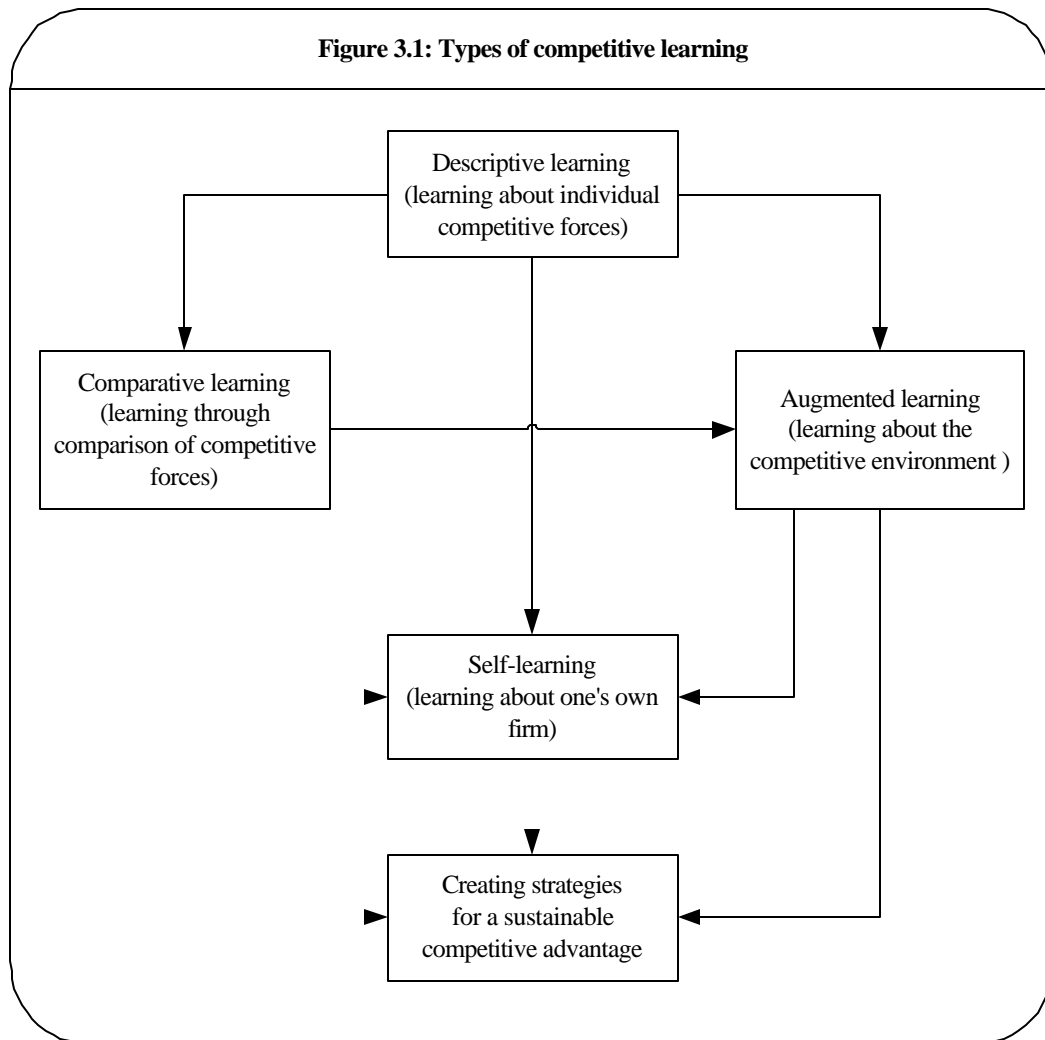 Figure 3.1: Types of competitive learning
Descriptive learning
(learning about individual
competitive forces)
Comparative learning
(learning through
comparison of competitive
forces)
Augmented learning
(learning about the
competitive environment )
Self-learning
(learning about one's own
firm)
Creating strategies
for a sustainable
competitive advantage